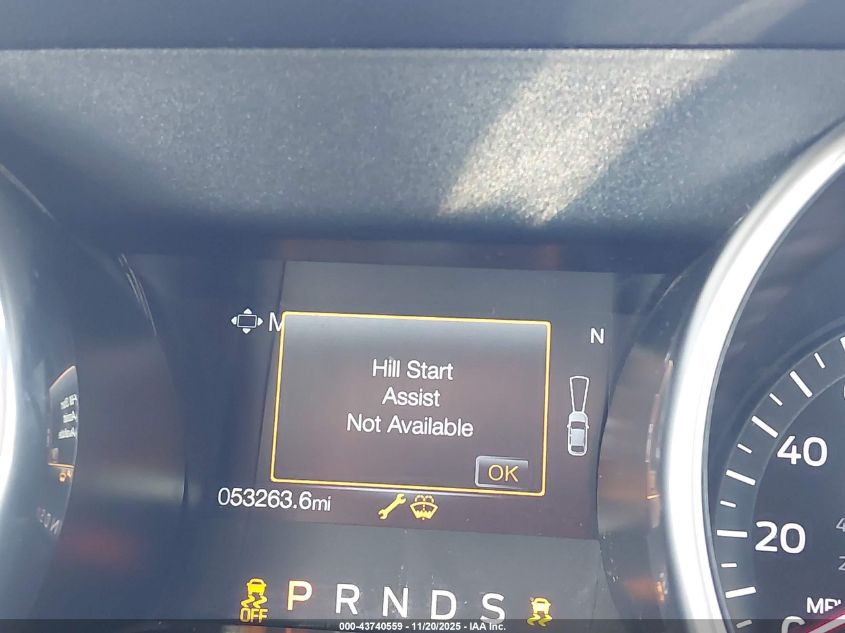 M
N
Hill Start
Assist
Not Available
OK
053263.6mi
40
20
OFF
P R N D S
000-43740559 - 11/20/2025 - IAA Inc.